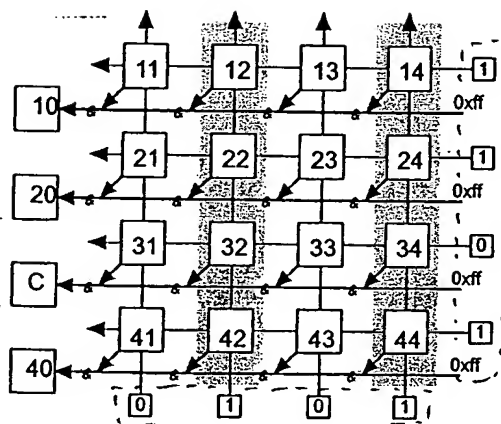 11 12 13 14 1
10 & & & & 0xff
21 22 23 24 1
20 & & & & 0xff
31 32 33 34 0
C & & & & 0xff
41 42 43 44 1
40 & & & & 0xff
0 1 0 1